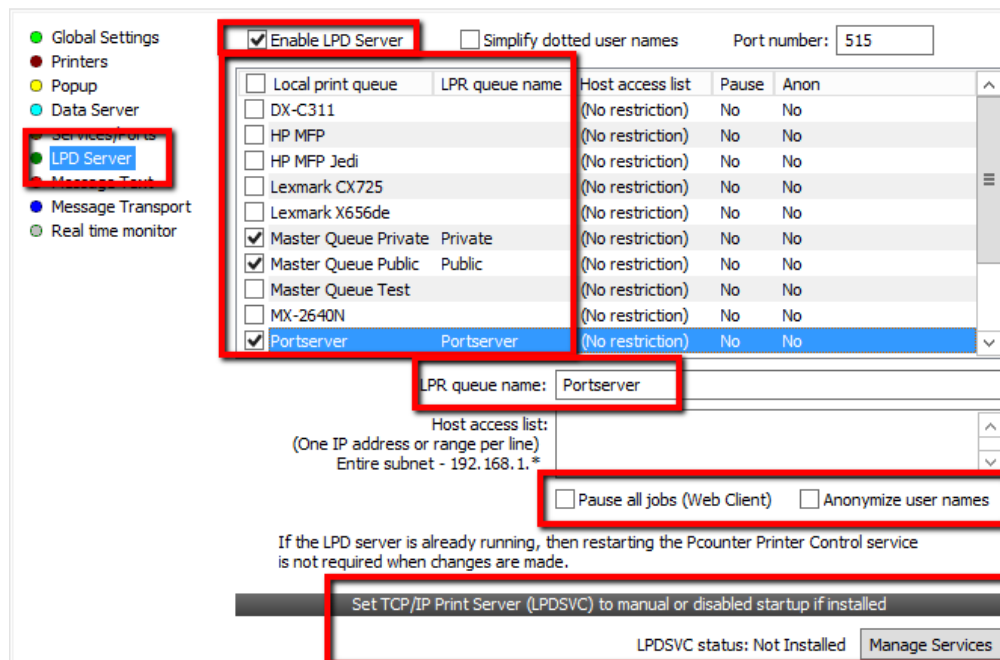 Global Settings
Printers
Popup
Data Server
Services/Ports
LPD Server
Message Text
Message Transport
Real time monitor
Enable LPD Server Simplify dotted user names Port number: 515
Local print queue LPR queue name Host access list Pause Anon
DX-C311 (No restriction) No No
HP MFP (No restriction) No No
HP MFP Jedi (No restriction) No No
Lexmark CX725 (No restriction) No No
Lexmark X656de (No restriction) No No
Master Queue Private Private (No restriction) No No
Master Queue Public Public (No restriction) No No
Master Queue Test (No restriction) No No
MX-2640N (No restriction) No No
Portserver Portserver (No restriction) No No
LPR queue name: Portserver
Host access list:
(One IP address or range per line)
Entire subnet - 192.168.1.*
Pause all jobs (Web Client) Anonymize user names
If the LPD server is already running, then restarting the Pcounter Printer Control service
is not required when changes are made.
Set TCP/IP Print Server (LPDSVC) to manual or disabled startup if installed
LPDSVC status: Not Installed Manage Services